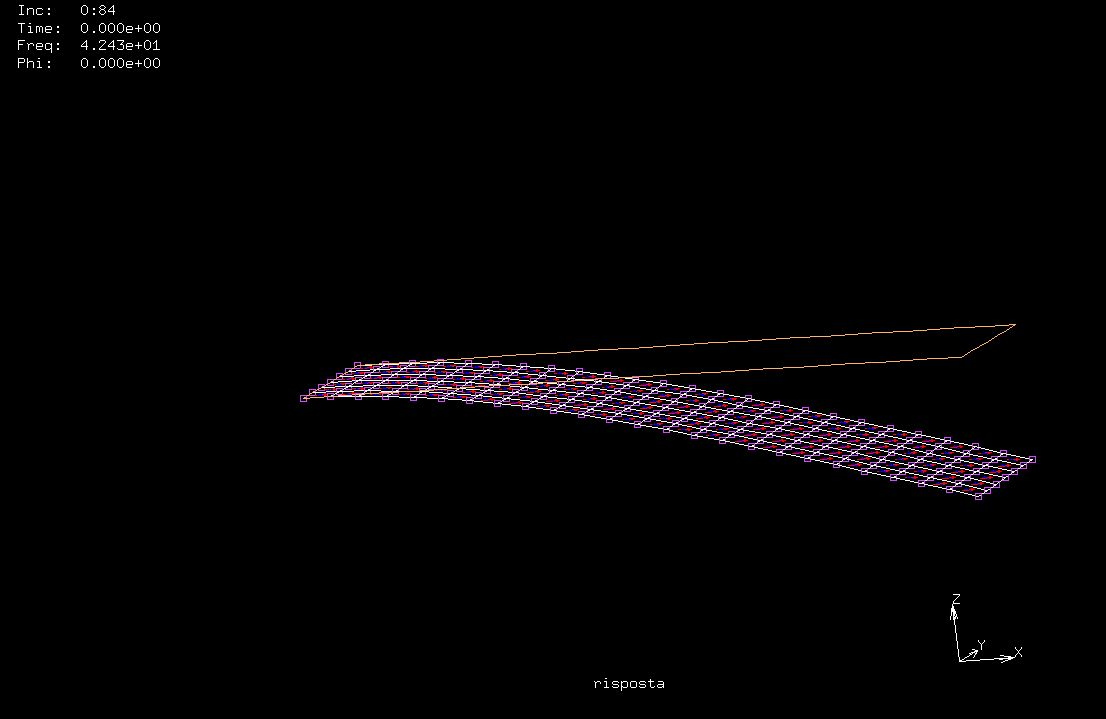 Inc: 0:84
Time: 0.000e+00
Freq: 4.243e+01
Phi: 0.000e+00
Z
Y
X
risposta